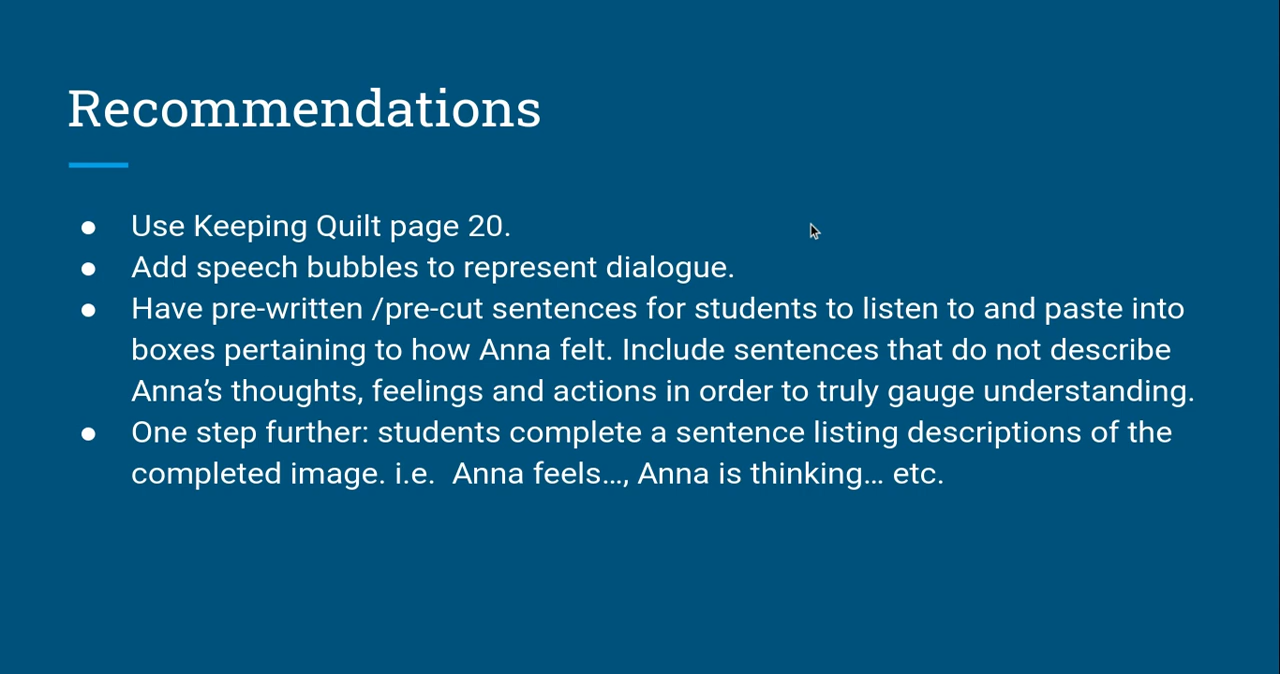 Recommendations
● Use Keeping Quilt page 20.
● Add speech bubbles to represent dialogue.
● Have pre-written /pre-cut sentences for students to listen to and paste into
boxes pertaining to how Anna felt. Include sentences that do not describe
Anna’s thoughts, feelings and actions in order to truly gauge understanding.
● One step further: students complete a sentence listing descriptions of the
completed image. i.e.  Anna feels…, Anna is thinking… etc.